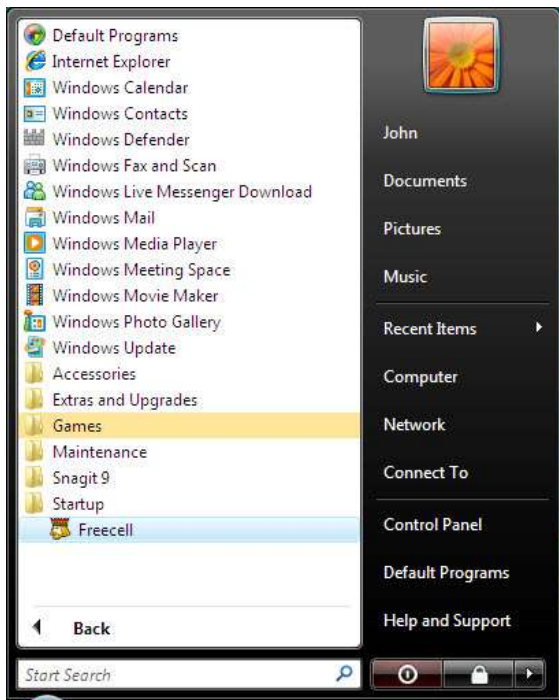 Default Programs
Internet Explorer
Windows Calendar
Windows Contacts
Windows Defender
Windows Fax and Scan
Windows Live Messenger Download
Windows Mail
Windows Media Player
Windows Meeting Space
Windows Movie Maker
Windows Photo Gallery
Windows Update
Accessories
Extras and Upgrades
Games
Maintenance
Snagit 9
Startup
Freecell
Back
Start Search
John
Documents
Pictures
Music
Recent Items
Computer
Network
Connect To
Control Panel
Default Programs
Help and Support